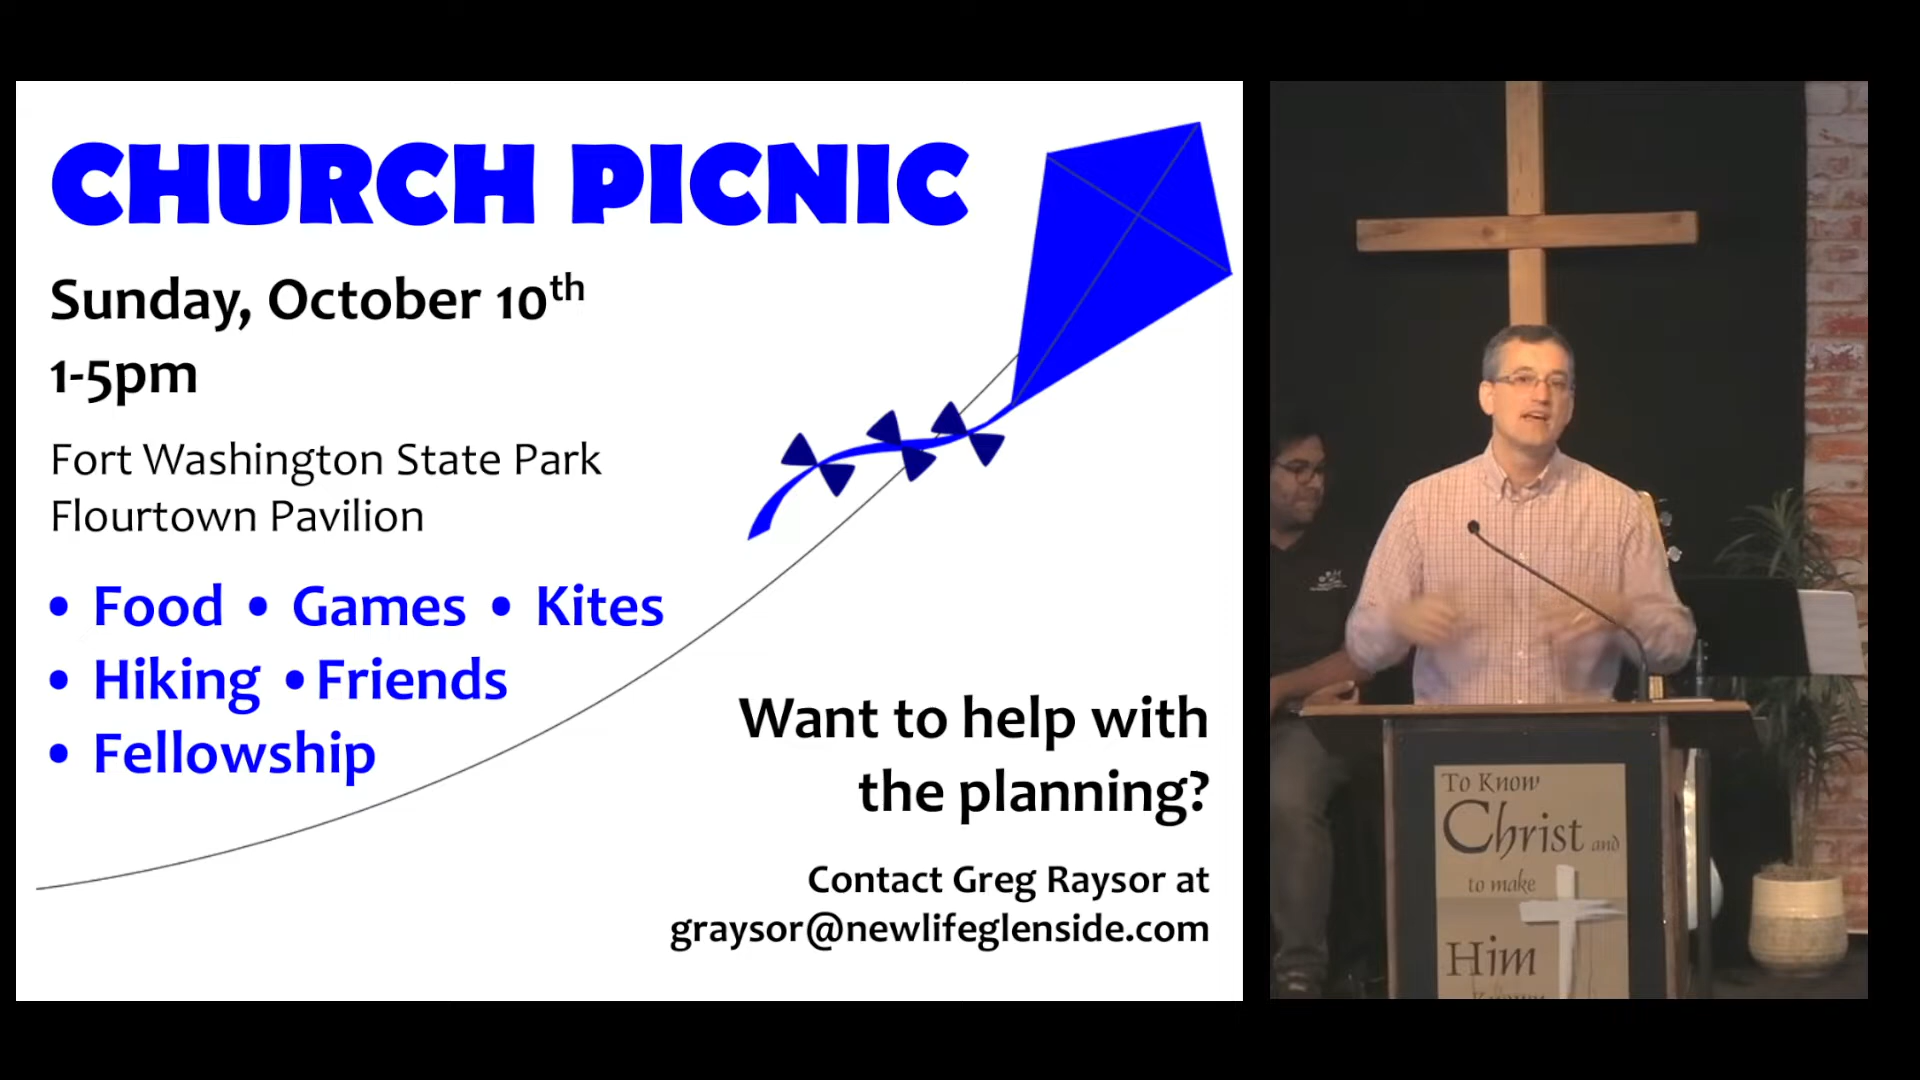 CHURCH PICNIC
Sunday, October 10th
1-5pm
Fort Washington State Park
Flourtown Pavilion
• Food • Games • Kites
• Hiking • Friends
• Fellowship
Want to help with
the planning?
Contact Greg Raysor at
graysor@newlifeglenside.com
To Know
Christ and
to make
Him
Known